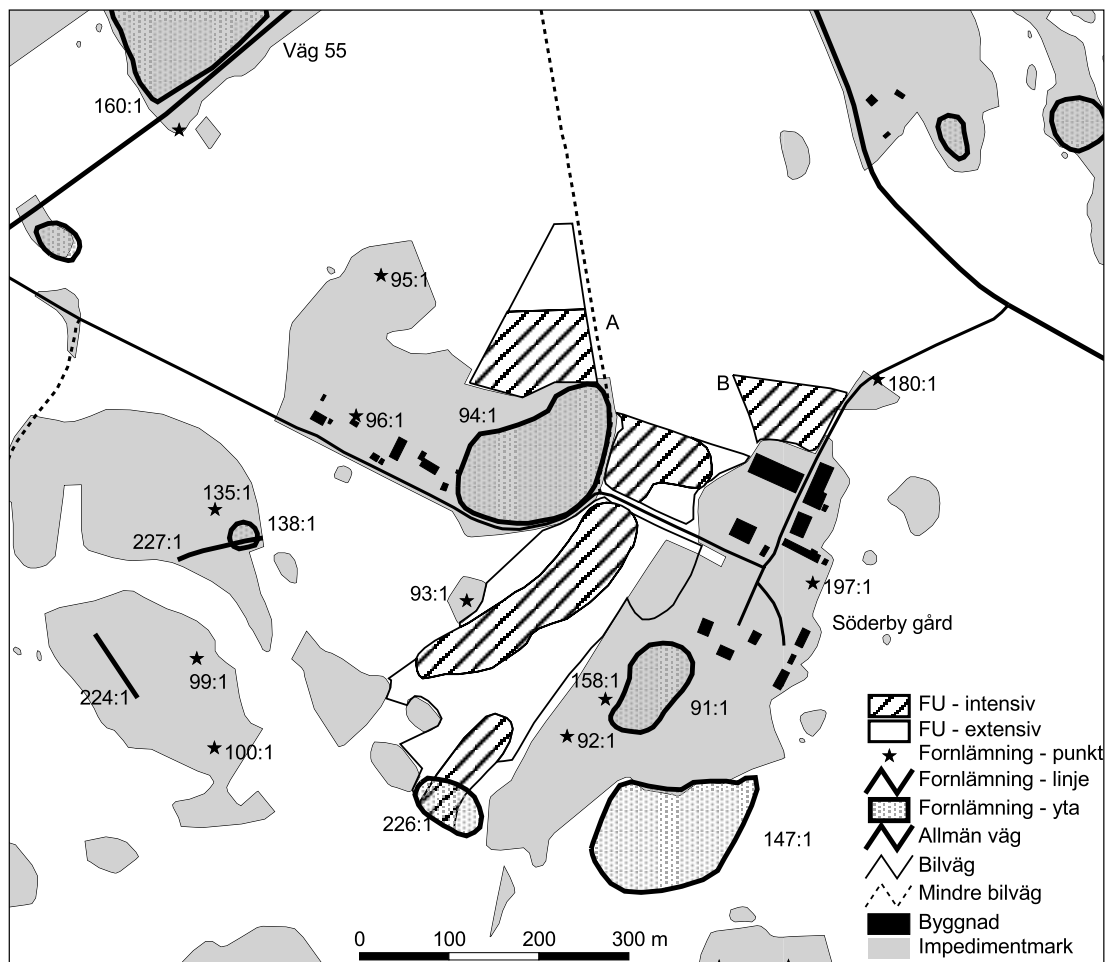 Väg 55
160:1
95:1
A
B
180:1
96:1
94:1
135:1
138:1
227:1
93:1
197:1
Söderby gård
99:1
158:1
224:1
91:1
100:1
92:1
226:1
147:1
FU - intensiv
FU - extensiv
Fornlämning - punkt
Fornlämning - linje
Fornlämning - yta
Allmän väg
Bilväg
Mindre bilväg
Byggnad
Impedimentmark
0 100 200 300 m